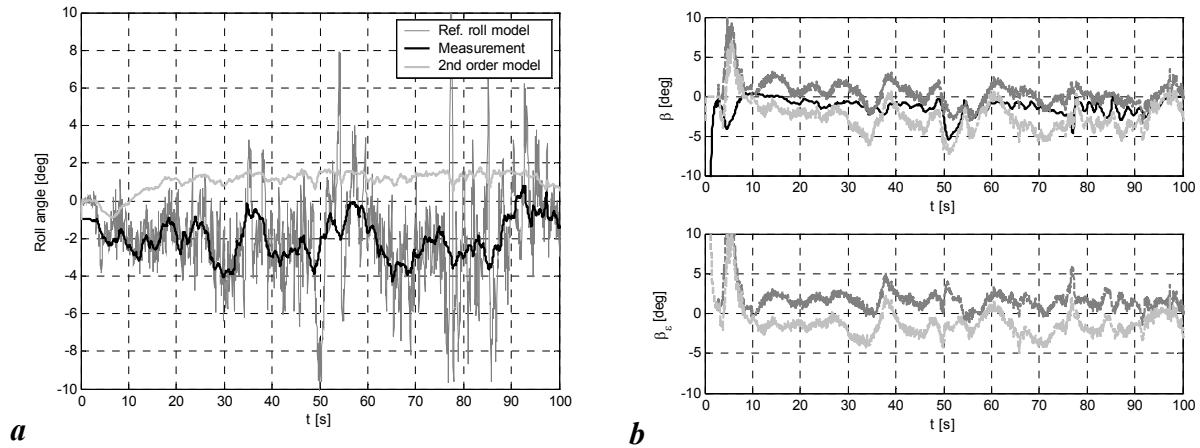 10
8
6
4
2
0
-2
-4
-6
-8
-10
Roll angle [deg]
Ref. roll model
Measurement
2nd order model
0 10 20 30 40 50 60 70 80 90 100
t [s]
a
10
5
0
-5
-10
β [deg]
0 10 20 30 40 50 60 70 80 90 100
t [s]
10
5
0
-5
-10
βε [deg]
0 10 20 30 40 50 60 70 80 90 100
t [s]
b